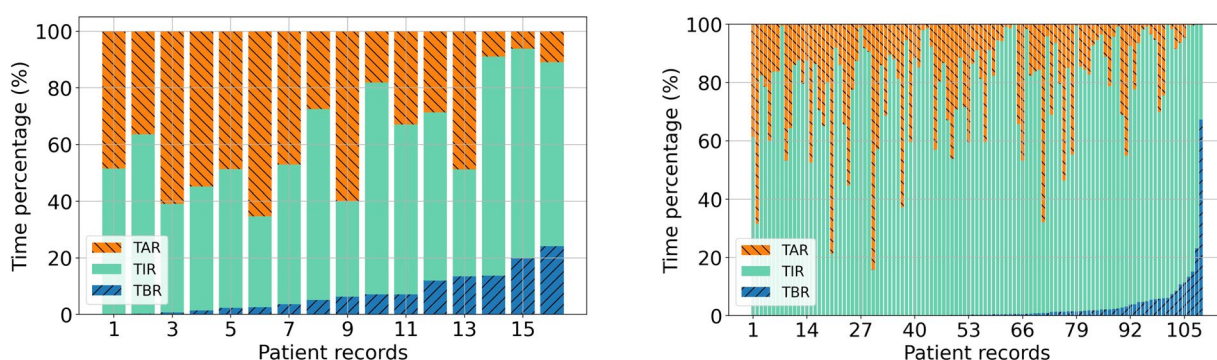 100
80
60
40
20
0
Time percentage (%)
TAR
TIR
TBR
1 3 5 7 9 11 13 15
Patient records
100
80
60
40
20
0
Time percentage (%)
TAR
TIR
TBR
1 14 27 40 53 66 79 92 105
Patient records